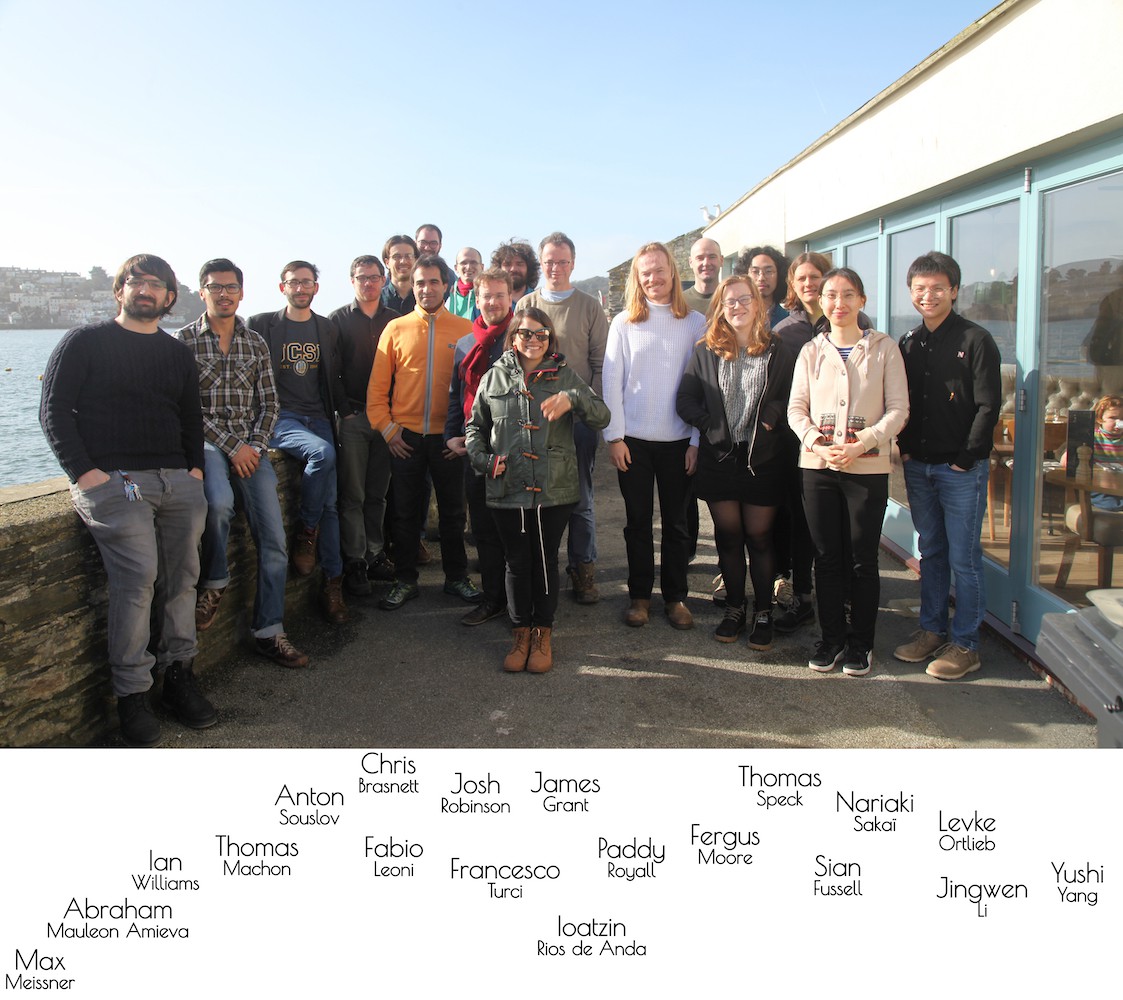 UCSB
Chris
Brasnett
Josh
Robinson
James
Grant
Thomas
Speck
Anton
Souslov
Nariaki
Sakaï
Levke
Ortlieb
Thomas
Machon
Fabio
Leoni
Paddy
Royall
Fergus
Moore
Ian
Williams
Francesco
Turci
Sian
Fussell
Jingwen
Li
Yushi
Yang
Abraham
Mauleon Amieva
Ioatzin
Rios de Anda
Max
Meissner